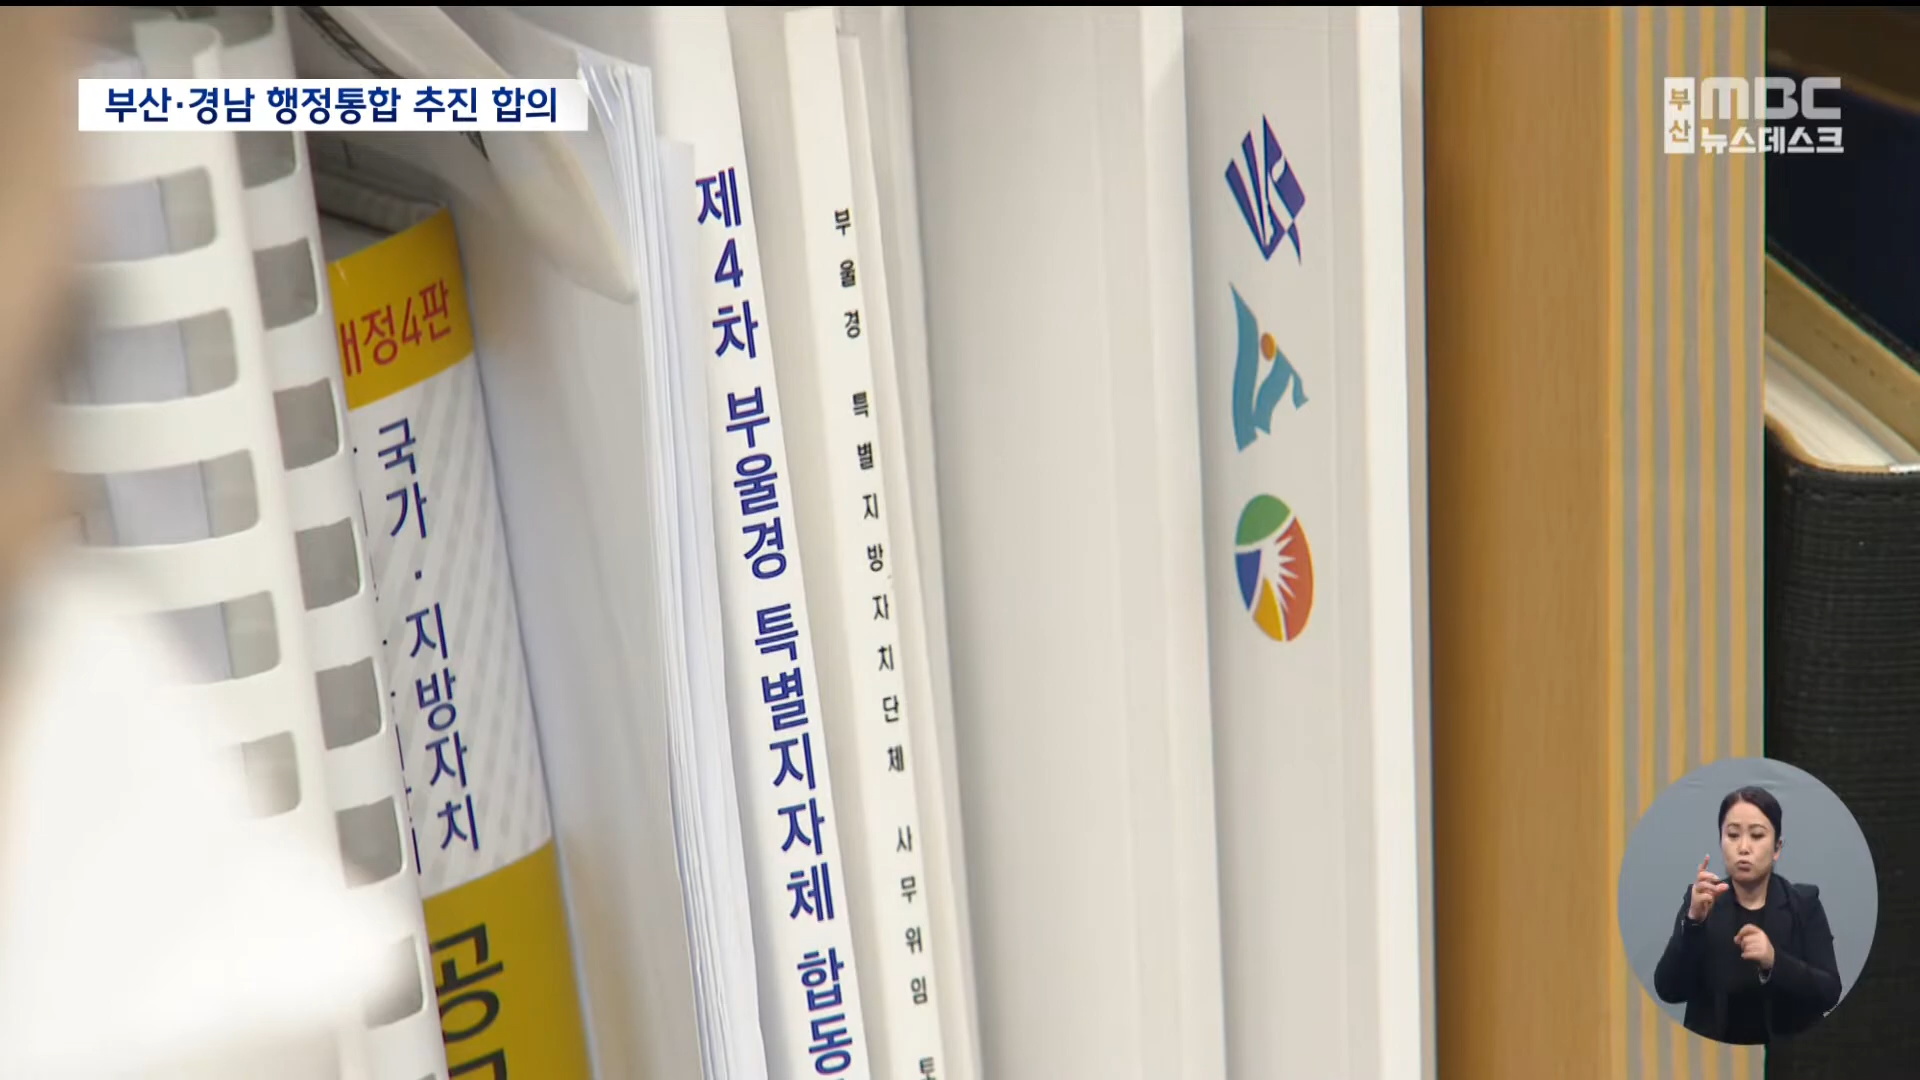 부산·경남 행정통합 추진 합의
부산
MBC
뉴스데스크
개정4판
국가·지방자치
제4차 부울경 특별지자체 합동
부울경 특별지방자치단체 사무위임